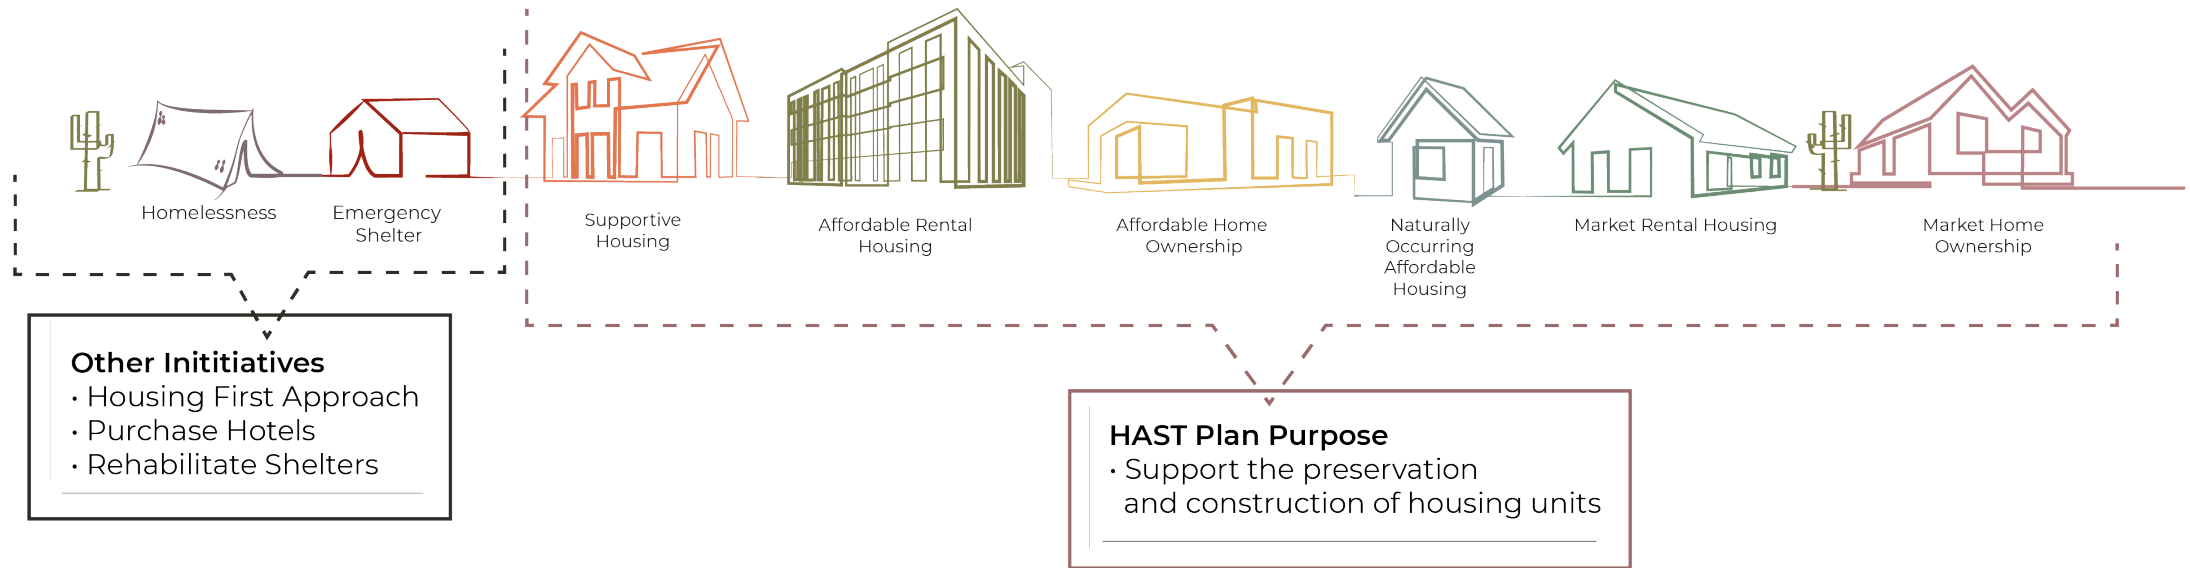 Homelessness
Emergency
Shelter
Supportive
Housing
Affordable Rental
Housing
Affordable Home
Ownership
Naturally
Occurring
Affordable
Housing
Market Rental Housing
Market Home
Ownership
Other Inititiatives
• Housing First Approach
• Purchase Hotels
• Rehabilitate Shelters
HAST Plan Purpose
• Support the preservation
and construction of housing units